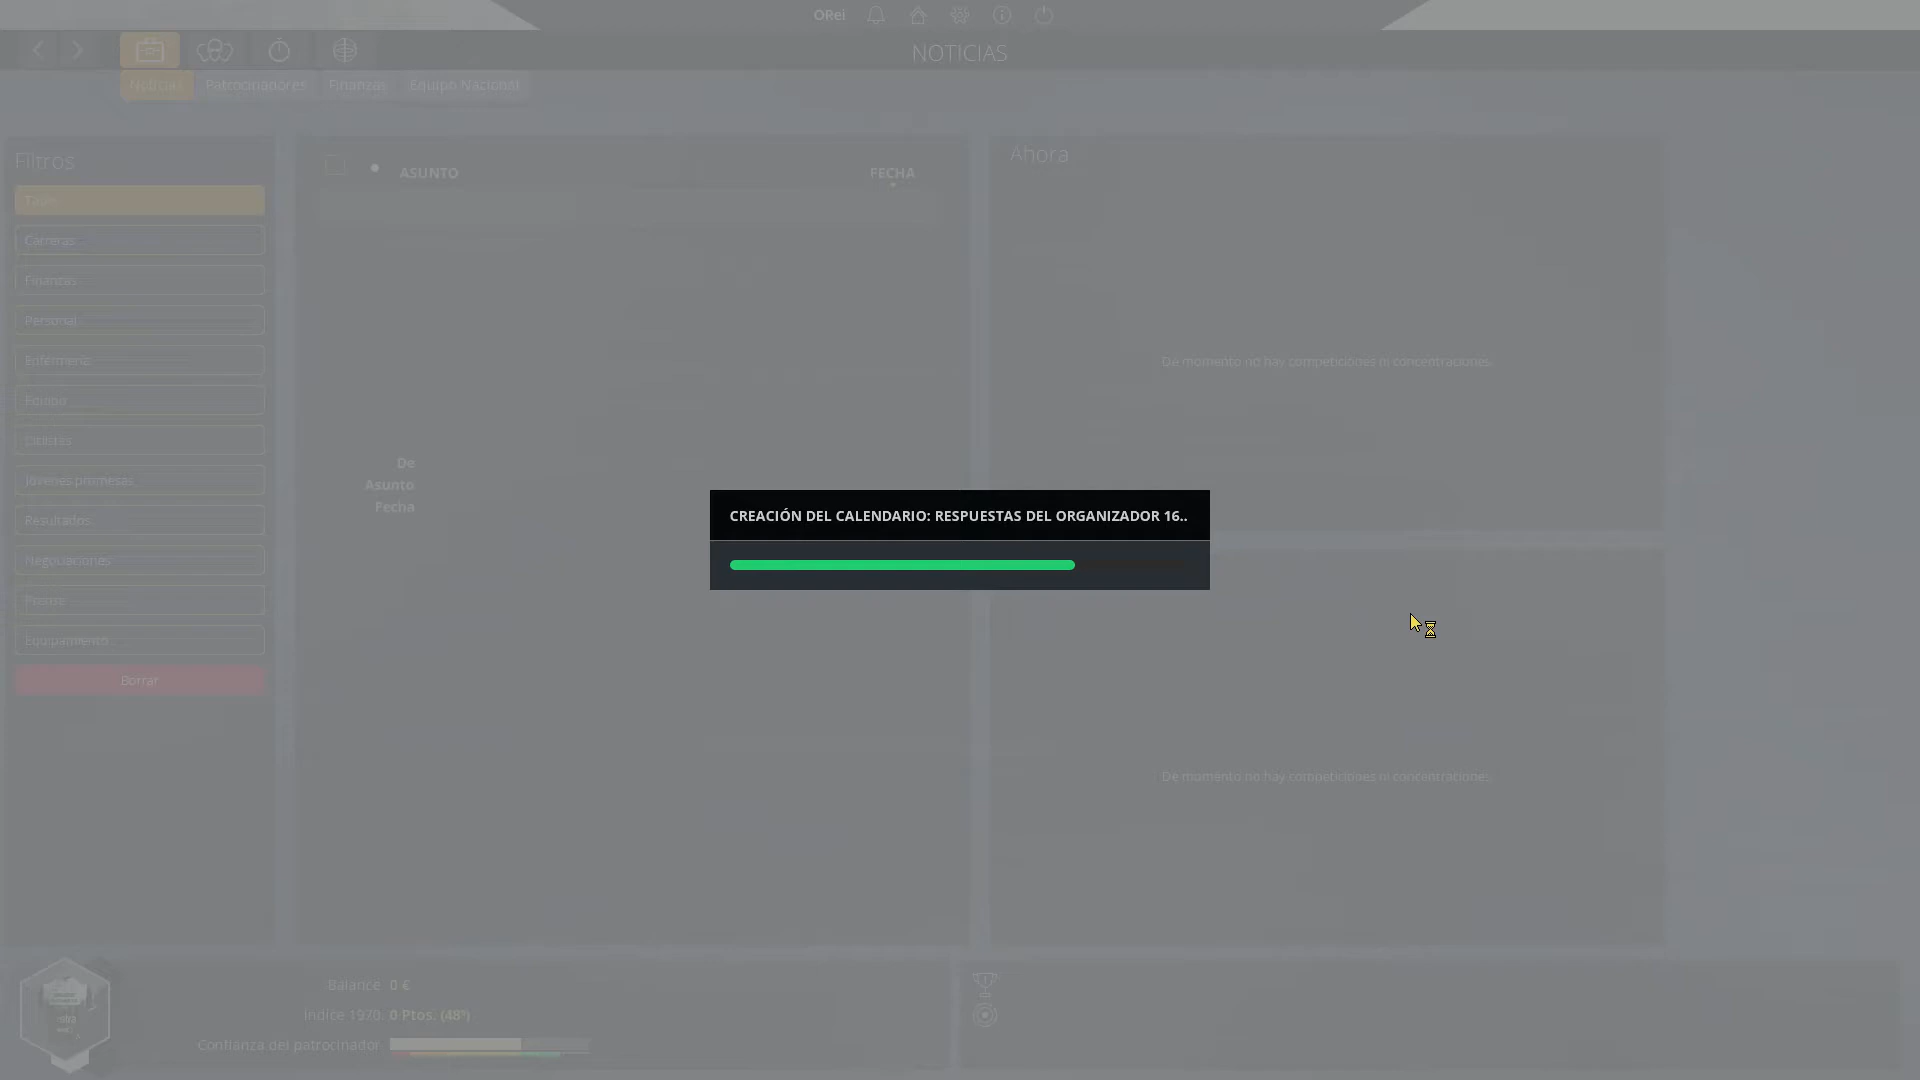 ORei
NOTICIAS
Noticias Patrocinadores Finanzas Equipo Nacional
Filtros
Todos
Carreras
Finanzas
Personal
Enfermería
Equipo
Ciclistas
Jóvenes promesas
Resultados
Negociaciones
Prensa
Equipamiento
Borrar
ASUNTO FECHA
De
Asunto
Fecha
Ahora
De momento no hay competiciones ni concentraciones.
CREACIÓN DEL CALENDARIO: RESPUESTAS DEL ORGANIZADOR 16..
De momento no hay competiciones ni concentraciones.
Balance 0 €
Índice 1970. 0 Ptos. (48º)
Confianza del patrocinador